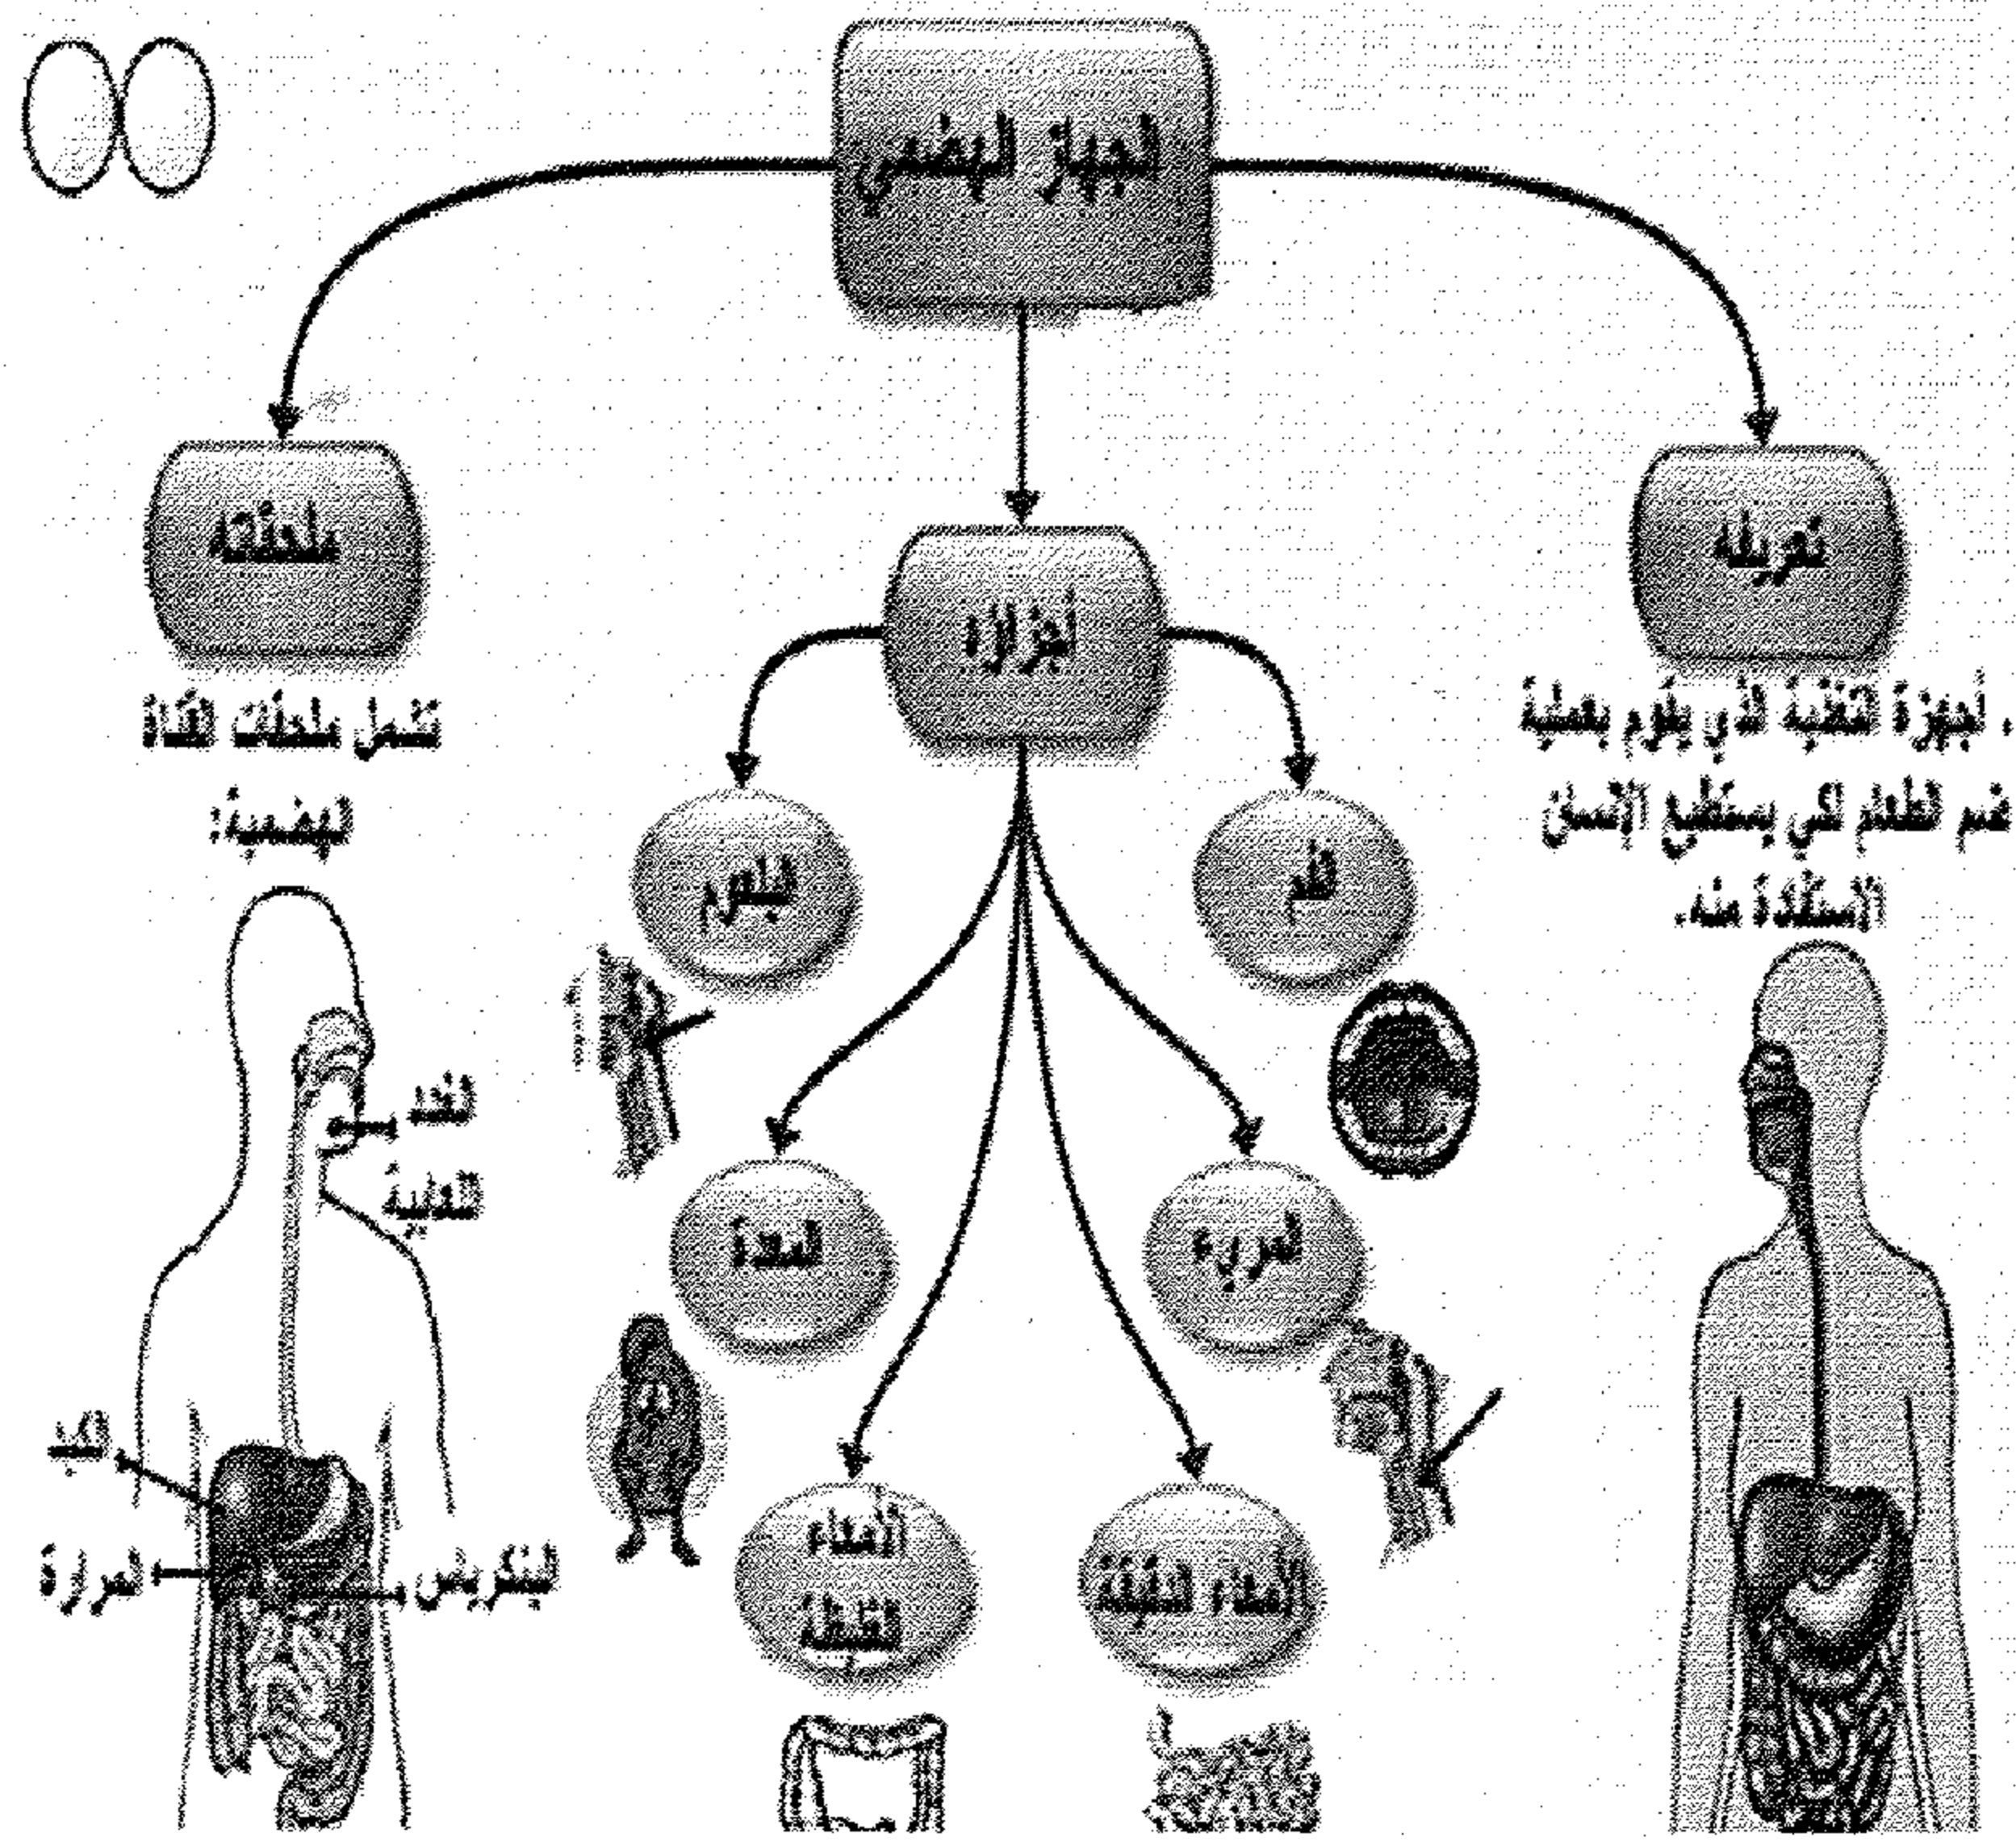 الجهاز الهضمي
تعريفه
أجهزة التغذية الذي يقوم بعملية
هضم الطعام لكي يستطيع الإنسان
الاستفادة منه.
أجزاؤه
الفم
البلعوم
المريء
المعدة
الأمعاء الدقيقة
الأمعاء
الغليظة
ملحقاته
تشمل ملحقات القناة
الهضمية:
الغدد
اللعابية
الكبد
المرارة
البنكرياس